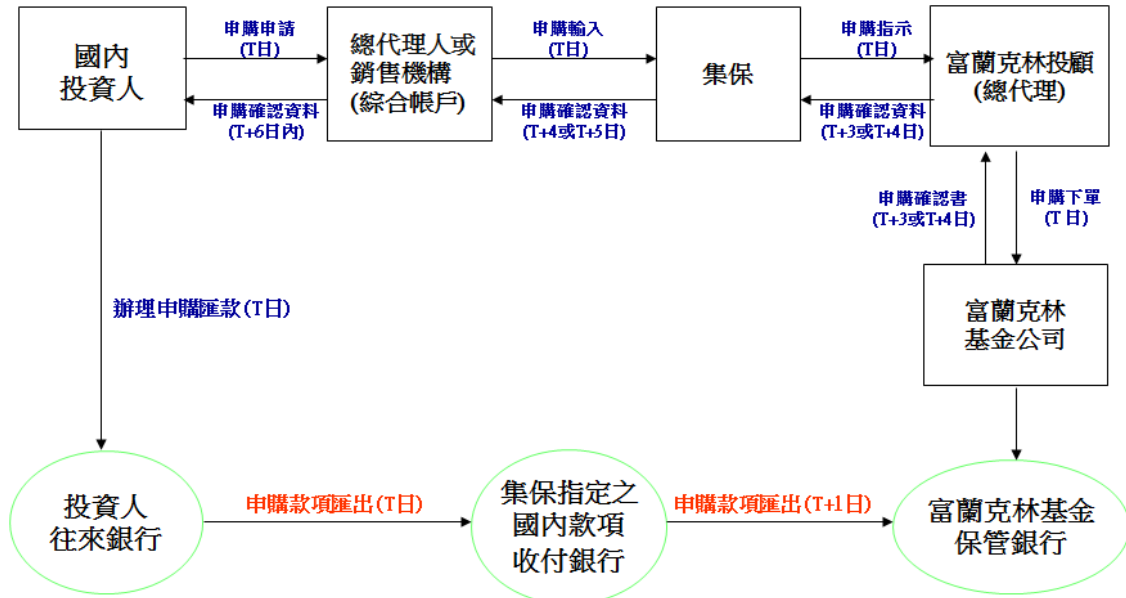 國內
投資人
申購申請
(T日)
申購確認資料
(T+6日內)
總代理人或
銷售機構
(綜合帳戶)
申購輸入
(T日)
申購確認資料
(T+4或T+5日)
集保
申購指示
(T日)
申購確認資料
(T+3或T+4日)
富蘭克林投顧
(總代理)
申購確認書
(T+3或T+4日)
申購下單
(T 日)
辦理申購匯款(T日)
富蘭克林
基金公司
投資人
往來銀行
申購款項匯出(T日)
集保指定之
國內款項
收付銀行
申購款項匯出(T+1日)
富蘭克林基金
保管銀行